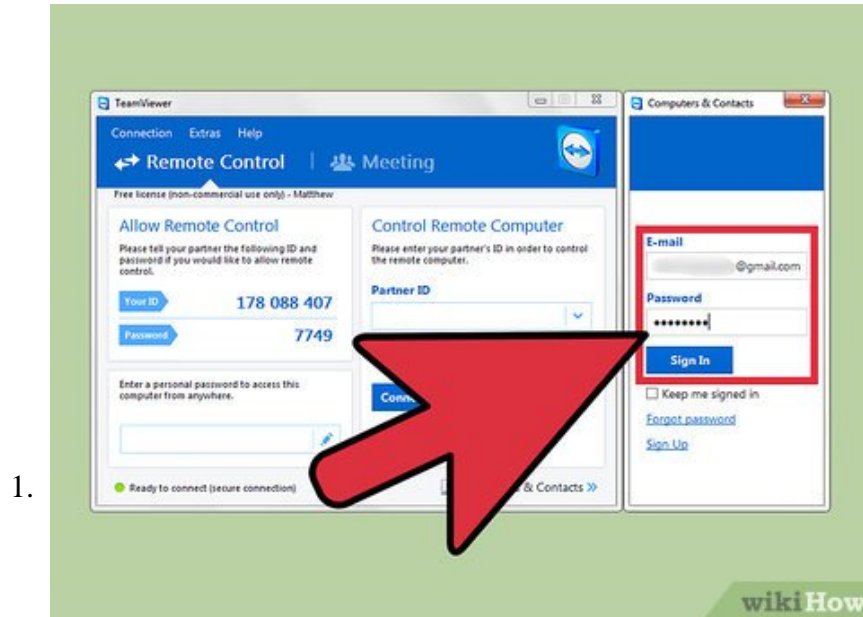 TeamViewer
Connection Extras Help
Remote Control | Meeting
Free license (non-commercial use only) - Matthew
Allow Remote Control
Please tell your partner the following ID and
password if you would like to allow remote
control.
Your ID 178 088 407
Password 7749
Enter a personal password to access this
computer from anywhere.
Ready to connect (secure connection)
Control Remote Computer
Please enter your partner's ID in order to control
the remote computer.
Partner ID
& Contacts »
Computers & Contacts
E-mail
@gmail.com
Password
Sign In
Keep me signed in
Forgot password
Sign Up
1.
wikiHow